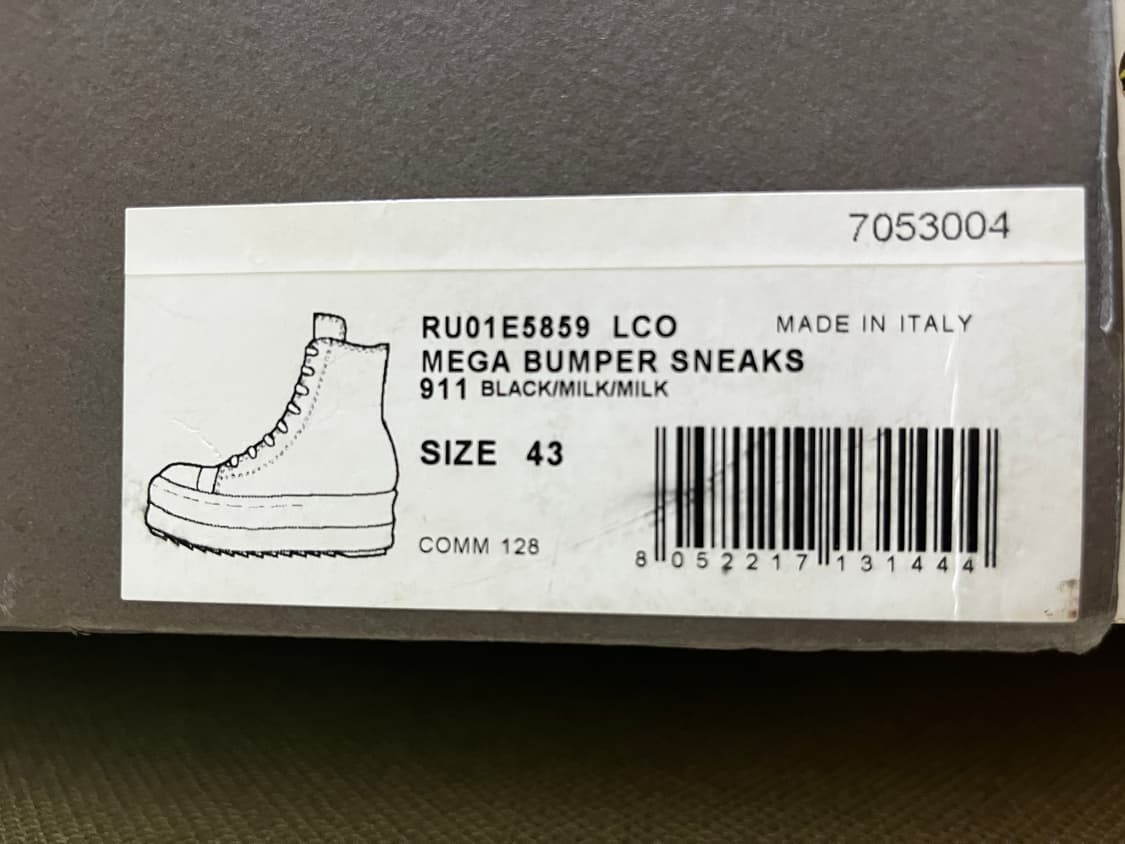 7053004
RU01E5859 LCO MADE IN ITALY
MEGA BUMPER SNEAKS
911 BLACK/MILK/MILK
SIZE 43
COMM 128
8 052217 131444